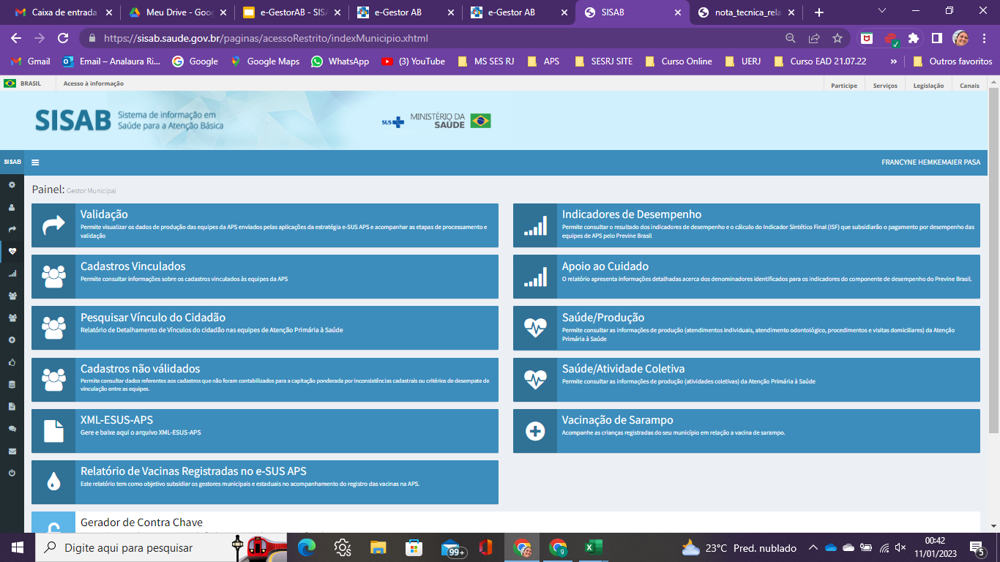 Caixa de entrada
Meu Drive - Goo
e-GestorAB - SIS
e-Gestor AB
e-Gestor AB
SISAB
nota_tecnica_rela
https://sisab.saude.gov.br/paginas/acessoRestrito/indexMunicipio.xhtml
Gmail
Email – Analaura Ri...
Google
Google Maps
WhatsApp
(3) YouTube
MS SES RJ
APS
SESRJ SITE
Curso Online
UERJ
Curso EAD 21.07.22
»
Outros favoritos
BRASIL
Acesso à informação
Participe
Serviços
Legislação
Canais
SISAB
Sistema de informação em
Saúde para a Atenção Básica
SUS
MINISTÉRIO DA
SAÚDE
SISAB
FRANCYNE HEMKEMAIER PASA
Painel: Gestor Municipal
Validação
Permite visualizar os dados de produção das equipes da APS enviados pelas aplicações da estratégia e-SUS APS e acompanhar as etapas de processamento e
validação
Indicadores de Desempenho
Permite consultar o resultado dos indicadores de desempenho e o cálculo do Indicador Sintético Final (ISF) que subsidiarão o pagamento por desempenho das
equipes de APS pelo Previne Brasil
Cadastros Vinculados
Permite consultar informações sobre os cadastros vinculados às equipes da APS
Apoio ao Cuidado
O relatório apresenta informações detalhadas acerca dos denominadores identificados para os indicadores do componente de desempenho do Previne Brasil.
Pesquisar Vínculo do Cidadão
Relatório de Detalhamento de Vínculos do cidadão nas equipes de Atenção Primária à Saúde
Saúde/Produção
Permite consultar as informações de produção (atendimentos individuais, atendimento odontológico, procedimentos e visitas domiciliares) da Atenção
Primária à Saúde
Cadastros não válidados
Permite consultar dados referentes aos cadastros que não foram contabilizados para a capitação ponderada por inconsistências cadastrais ou critérios de desempate de
vinculação entre as equipes.
Saúde/Atividade Coletiva
Permite consultar as informações de produção (atividades coletivas) da Atenção Primária à Saúde
XML-ESUS-APS
Gere e baixe aqui o arquivo XML-ESUS-APS
Vacinação de Sarampo
Acompanhe as crianças registradas do seu município em relação a vacina de sarampo.
Relatório de Vacinas Registradas no e-SUS APS
Este relatório tem como objetivo subsidiar os gestores municipais e estaduais no acompanhamento do registro das vacinas na APS.
Gerador de Contra Chave
Digite aqui para pesquisar
99+
g
23°C Pred. nublado
00:42
11/01/2023
5